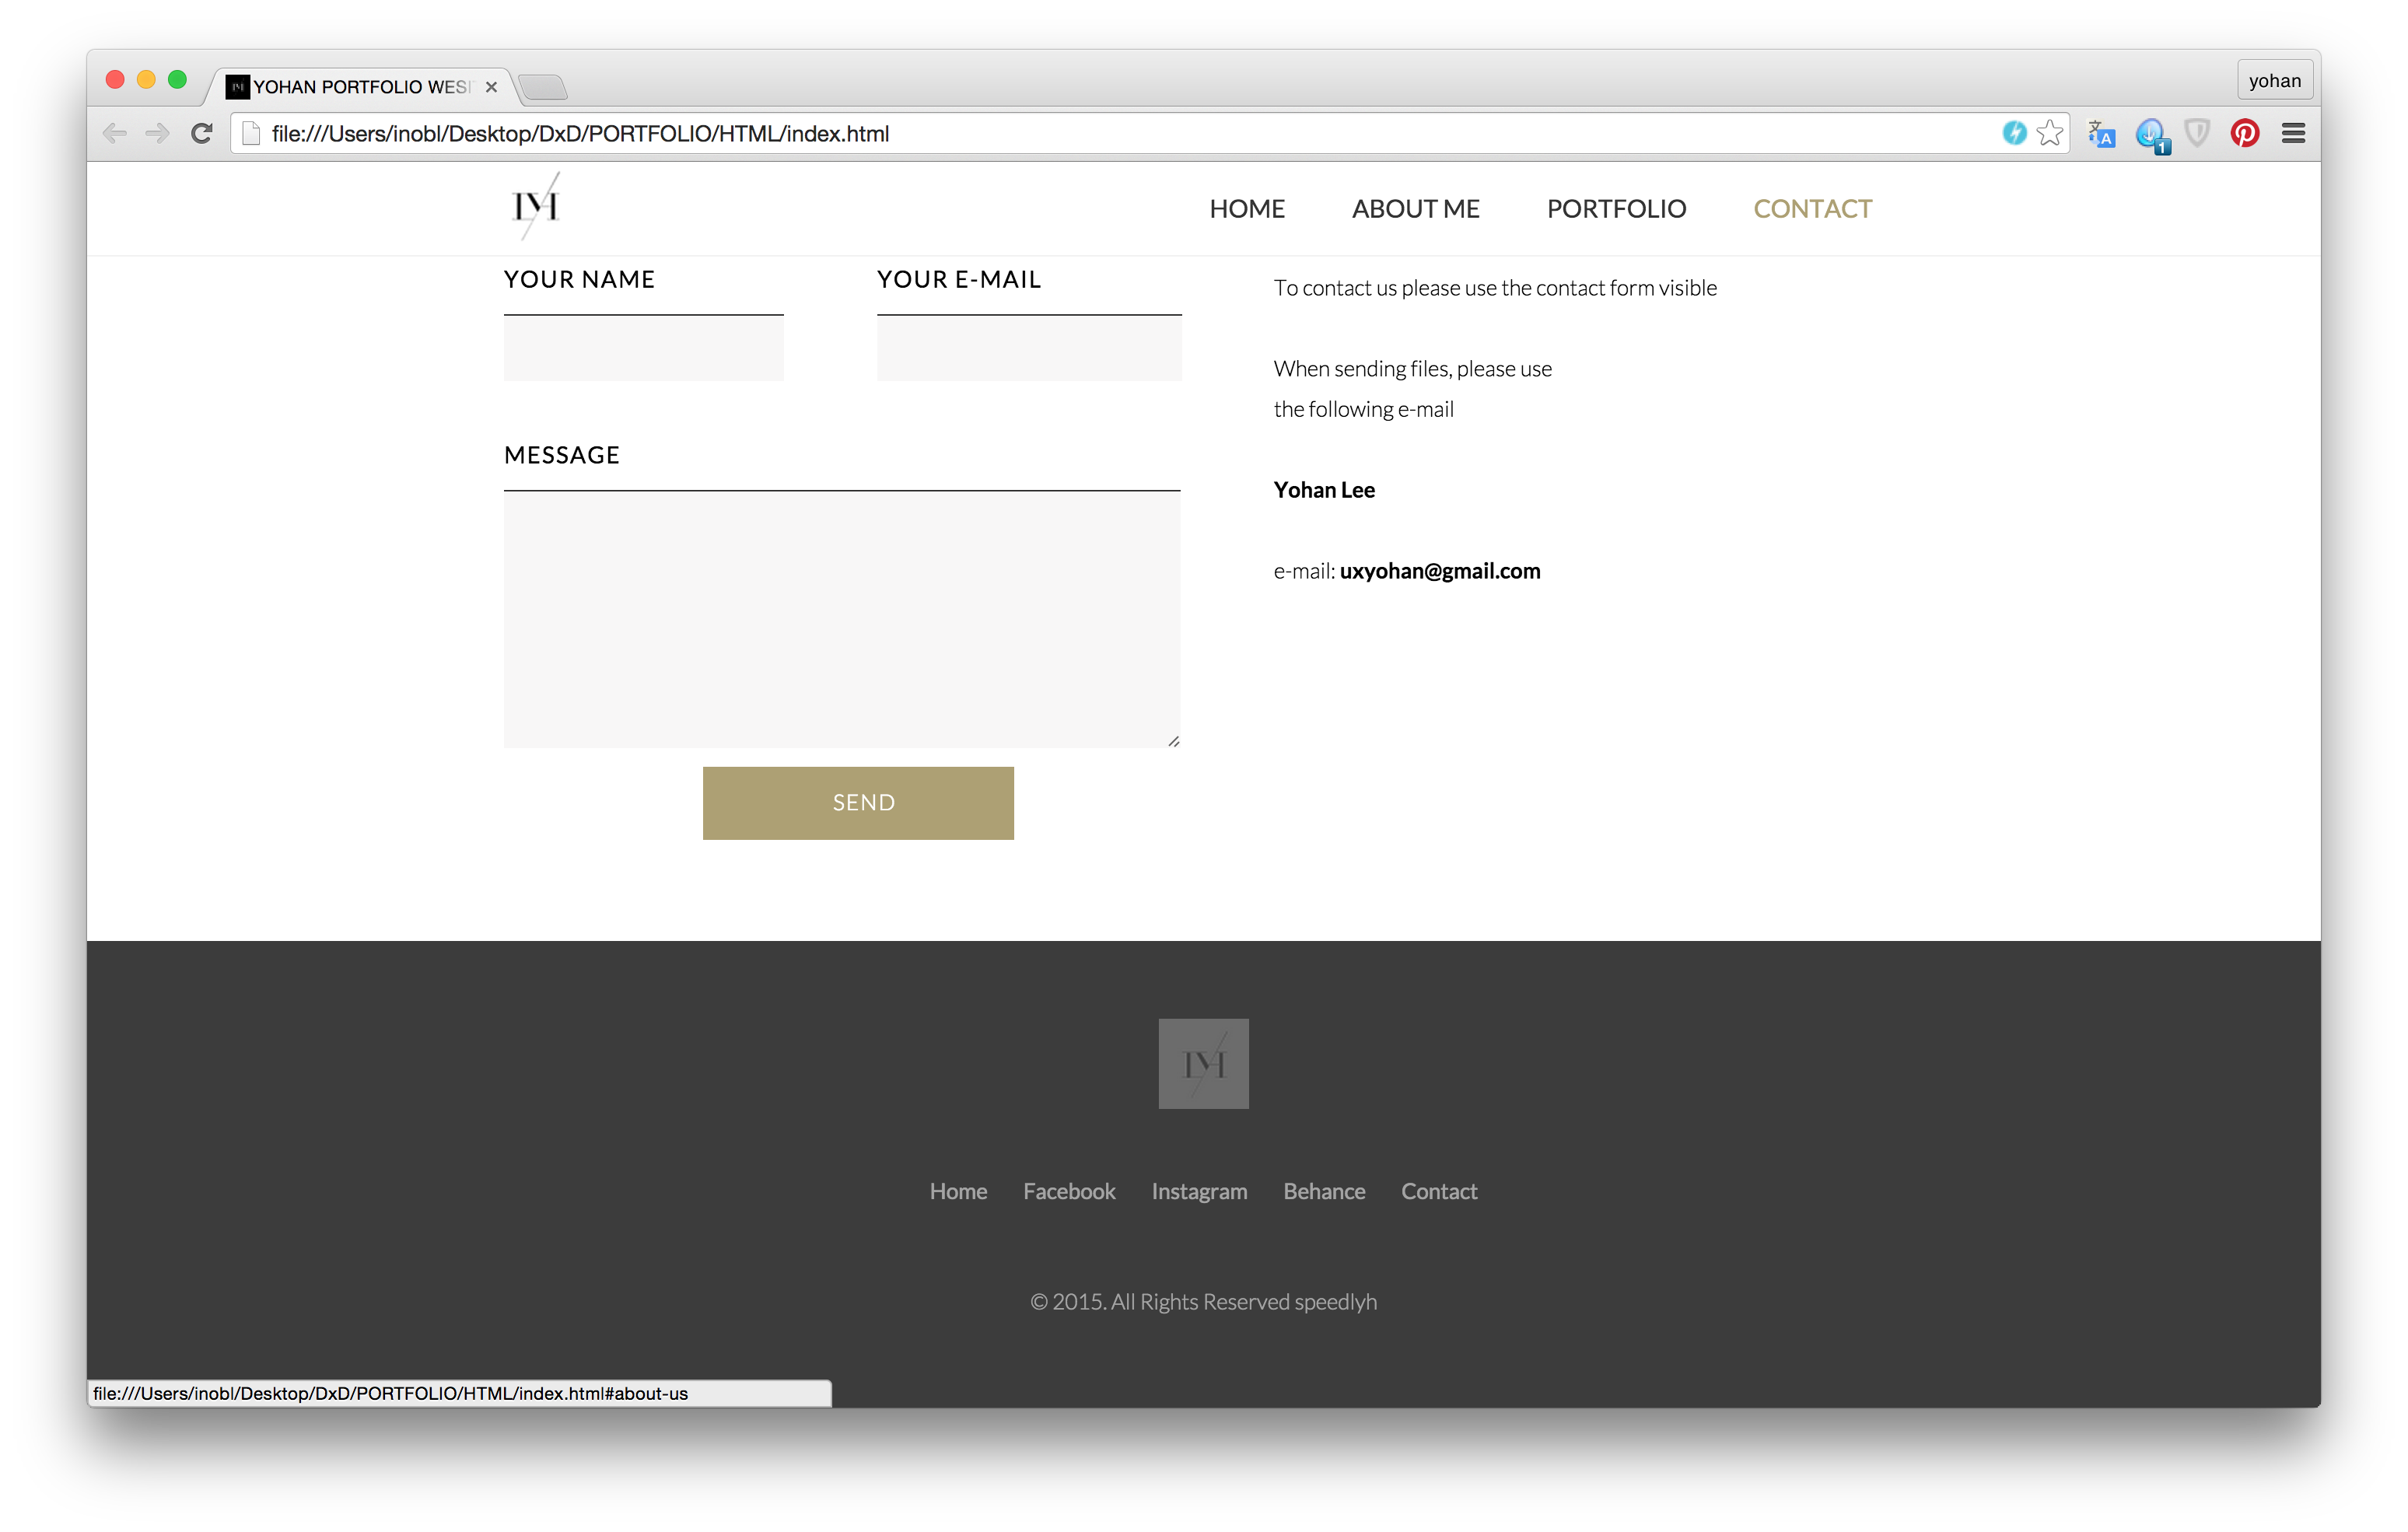 YOHAN PORTFOLIO WESI
yohan
file:///Users/inobl/Desktop/DxD/PORTFOLIO/HTML/index.html
1
HOME ABOUT ME PORTFOLIO CONTACT
YOUR NAME
YOUR E-MAIL
MESSAGE
SEND
To contact us please use the contact form visible
When sending files, please use
the following e-mail
Yohan Lee
e-mail: uxyohan@gmail.com
Home Facebook Instagram Behance Contact
© 2015. All Rights Reserved speedlyh
file:///Users/inobl/Desktop/DxD/PORTFOLIO/HTML/index.html#about-us